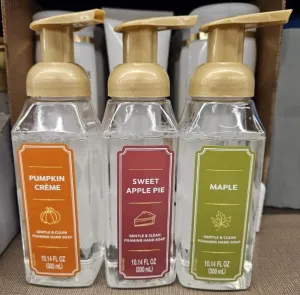 PUMPKIN
CRÈME
GENTLE & CLEAN
FOAMING HAND SOAP
10.14 FL OZ (300 mL)
SWEET
APPLE PIE
GENTLE & CLEAN
FOAMING HAND SOAP
10.14 FL OZ
(300 mL)
MAPLE
GENTLE & CLEAN
FOAMING HAND SOAP
10.14 FL OZ
(300 mL)